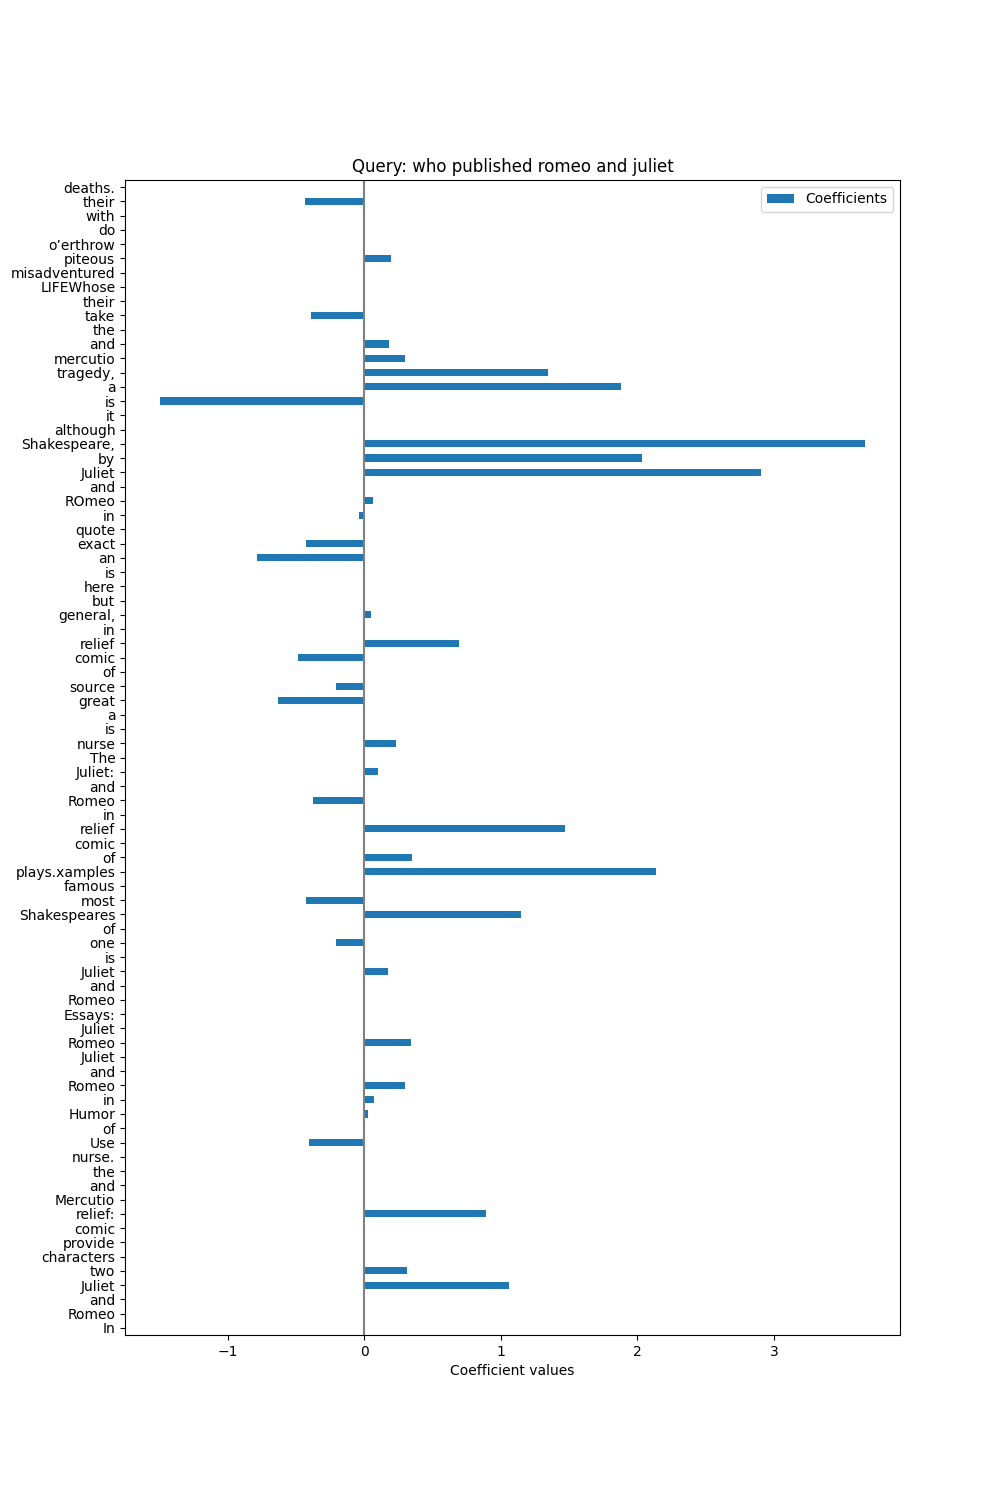 Query: who published romeo and juliet
Coefficients
deaths.
their
with
do
o’erthrow
piteous
misadventured
LIFEWhose
their
take
the
and
mercutio
tragedy,
a
is
it
although
Shakespeare,
by
Juliet
and
ROmeo
in
quote
exact
an
is
here
but
general,
in
relief
comic
of
source
great
a
is
nurse
The
Juliet:
and
Romeo
in
relief
comic
of
plays.xamples
famous
most
Shakespeares
of
one
is
Juliet
and
Romeo
Essays:
Juliet
Romeo
Juliet
and
Romeo
in
Humor
of
Use
nurse.
the
and
Mercutio
relief:
comic
provide
characters
two
Juliet
and
Romeo
In
−1 0 1 2 3
Coefficient values